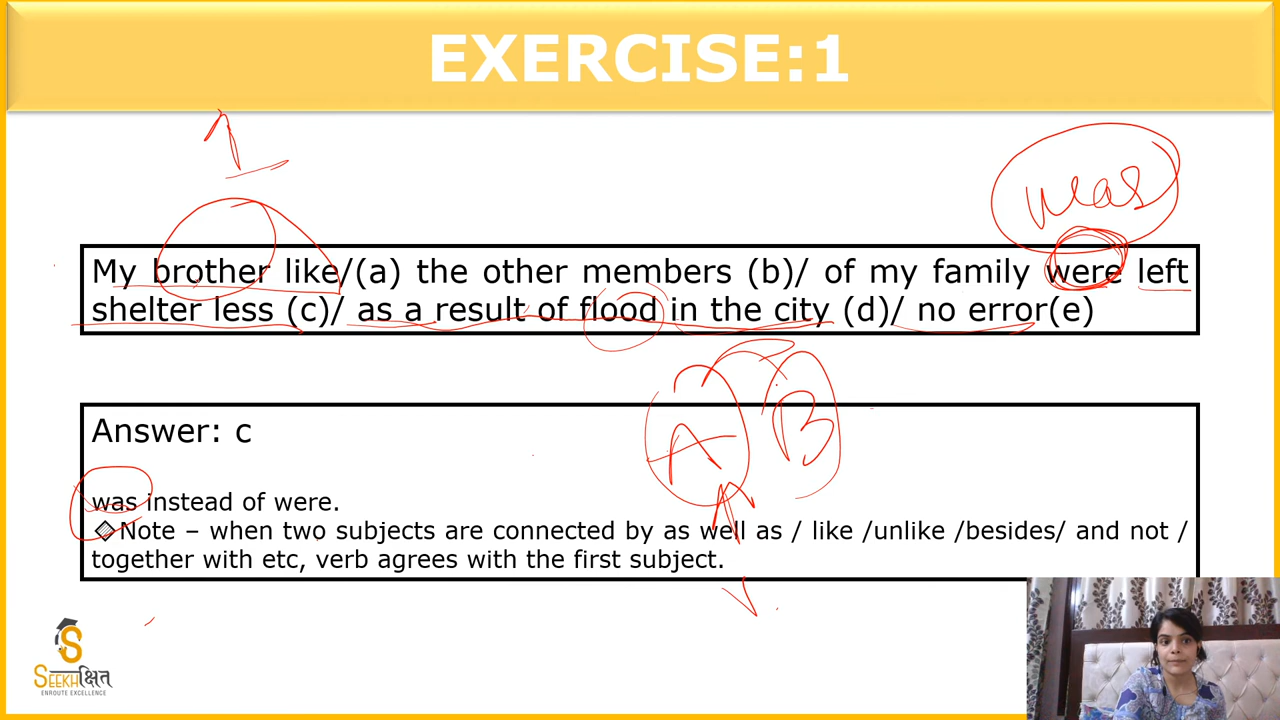 EXERCISE:1
1
was
My brother like/(a) the other members (b)/ of my family were left
shelter less (c)/ as a result of flood in the city (d)/ no error(e)
A B
Answer: c
was instead of were.
Note – when two subjects are connected by as well as / like /unlike /besides/ and not /
together with etc, verb agrees with the first subject.
V
S
SEEKHक्षित
ENROUTE EXCELLENCE